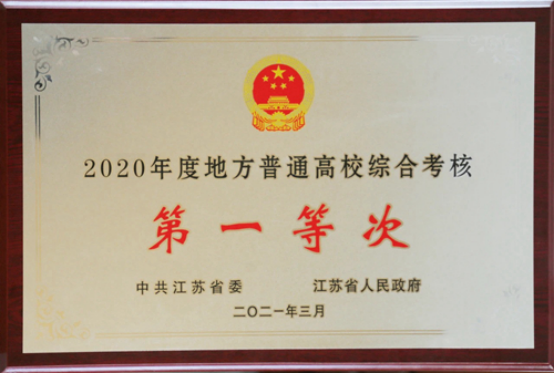 2020年度地方普通高校综合考核
第一等次
中共江苏省委 江苏省人民政府
二〇二一年三月